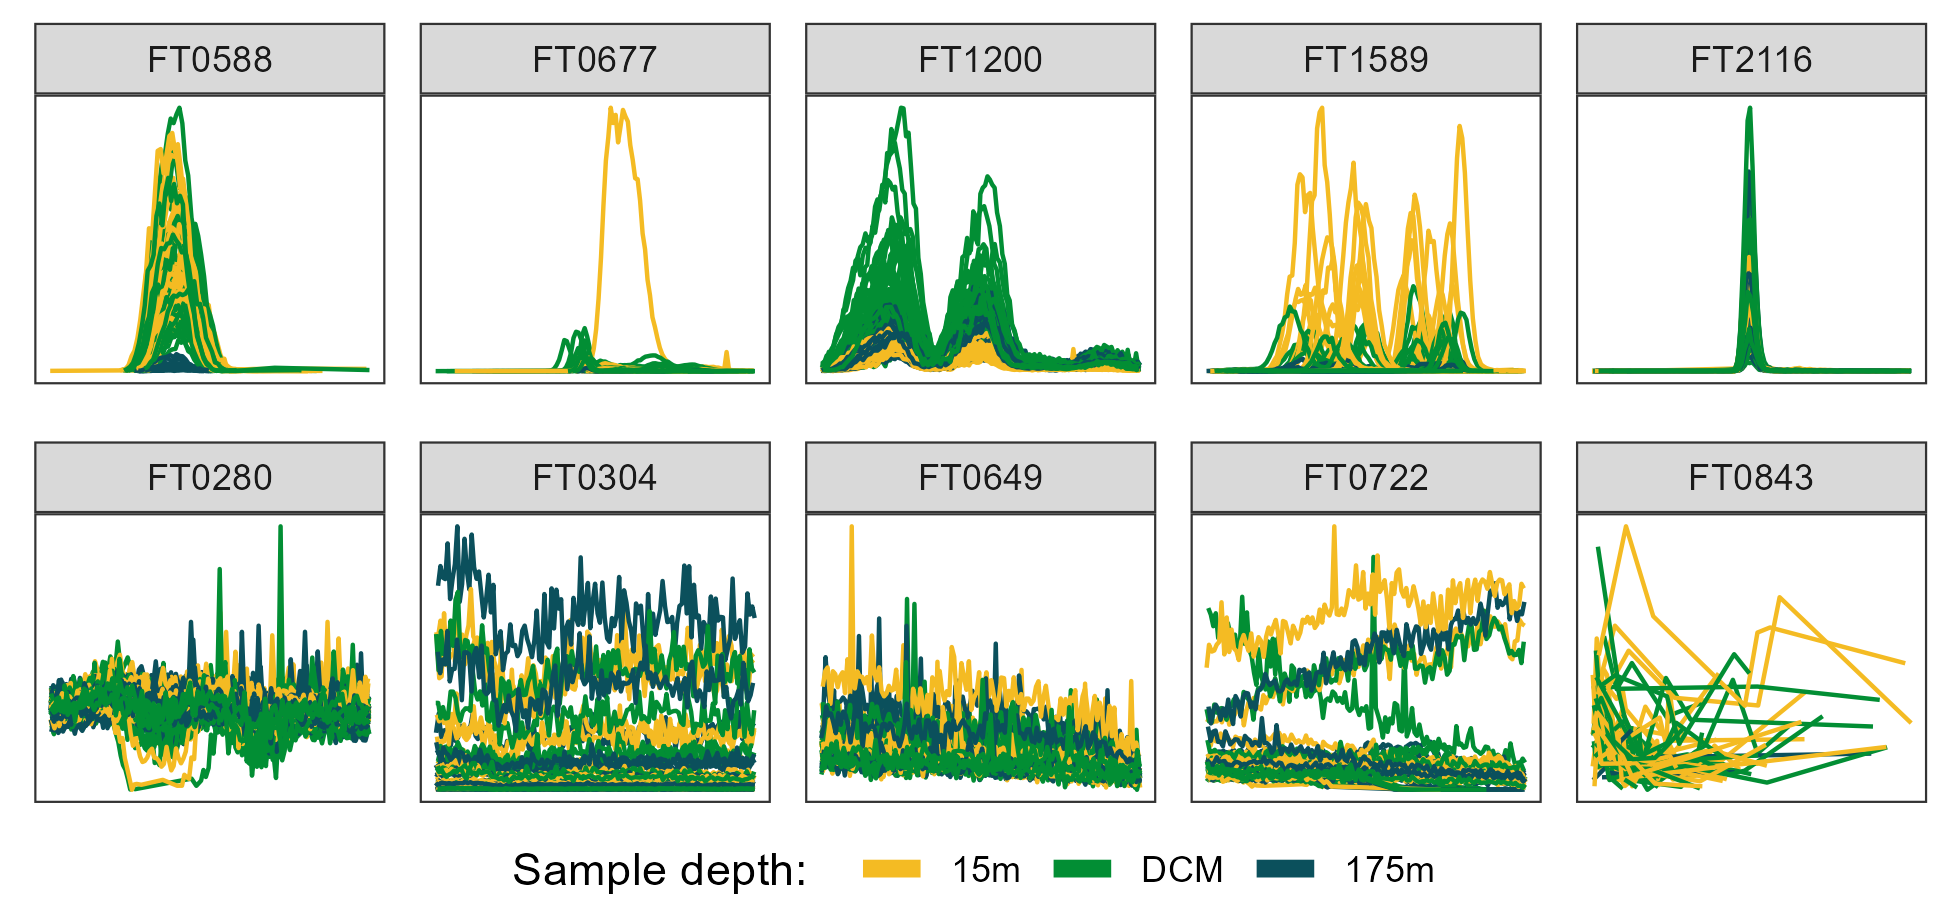 FT0588 FT0677 FT1200 FT1589 FT2116
FT0280 FT0304 FT0649 FT0722 FT0843
Sample depth: 15m DCM 175m